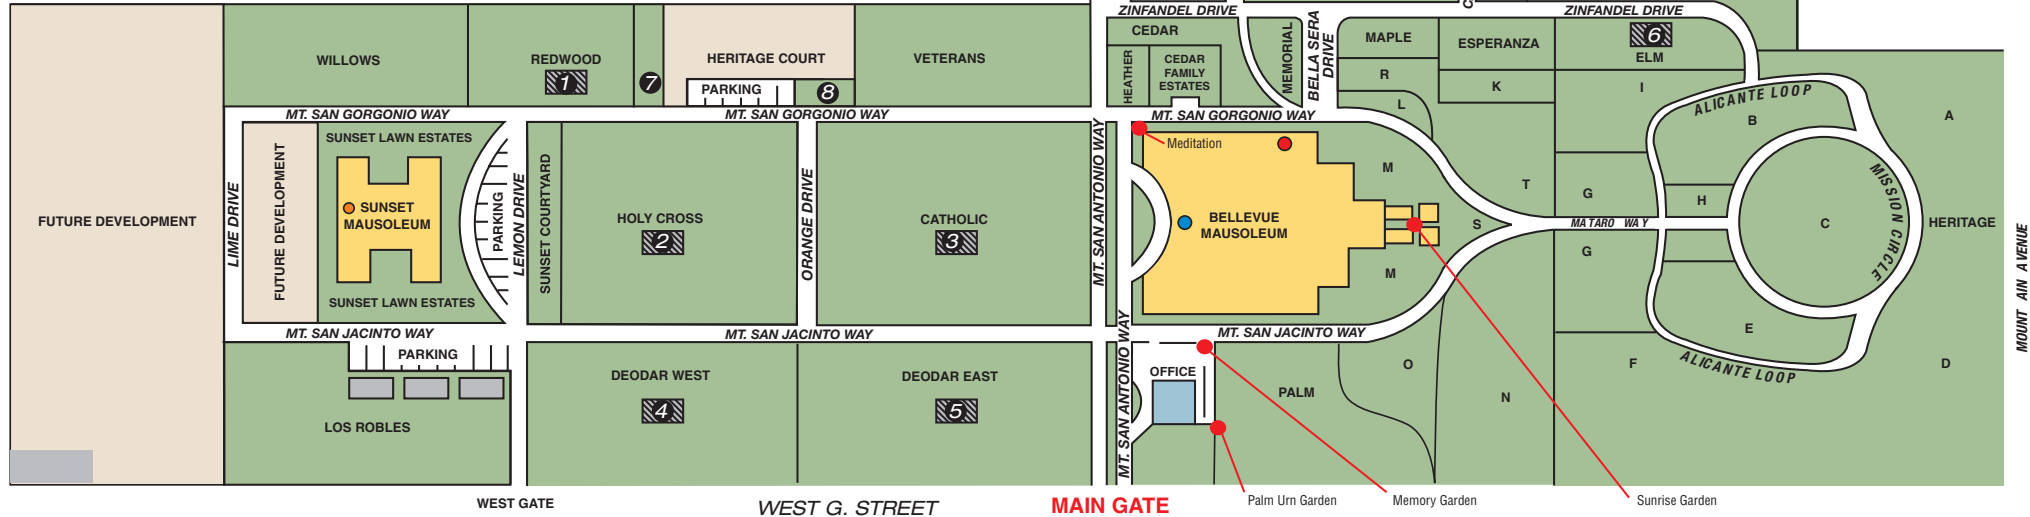 ZINFANDEL DRIVE
ZINFANDEL DRIVE
WILLOWS
REDWOOD
1
7
HERITAGE COURT
PARKING
8
VETERANS
CEDAR
HEATHER
CEDAR
FAMILY
ESTATES
MEMORIAL
BELLA SERA
DRIVE
MAPLE
R
L
ESPERANZA
K
6
ELM
I
ALICANTE LOOP
B
A
MT. SAN GORGONIO WAY
MT. SAN GORGONIO WAY
MT. SAN GORGONIO WAY
FUTURE DEVELOPMENT
LIME DRIVE
FUTURE DEVELOPMENT
SUNSET LAWN ESTATES
SUNSET
MAUSOLEUM
SUNSET LAWN ESTATES
PARKING
LEMON DRIVE
SUNSET COURTYARD
HOLY CROSS
2
ORANGE DRIVE
CATHOLIC
3
MT. SAN ANTONIO WAY
Meditation
BELLEVUE
MAUSOLEUM
M
M
S
T
G
G
H
MATARO WAY
C
MISSION CIRCLE
HERITAGE
MOUNT AIN AVENUE
MT. SAN JACINTO WAY
MT. SAN JACINTO WAY
MT. SAN JACINTO WAY
PARKING
LOS ROBLES
DEODAR WEST
4
DEODAR EAST
5
MT. SAN ANTONIO WAY
OFFICE
PALM
O
N
F
E
ALICANTE LOOP
D
WEST GATE
WEST G. STREET
MAIN GATE
Palm Urn Garden
Memory Garden
Sunrise Garden